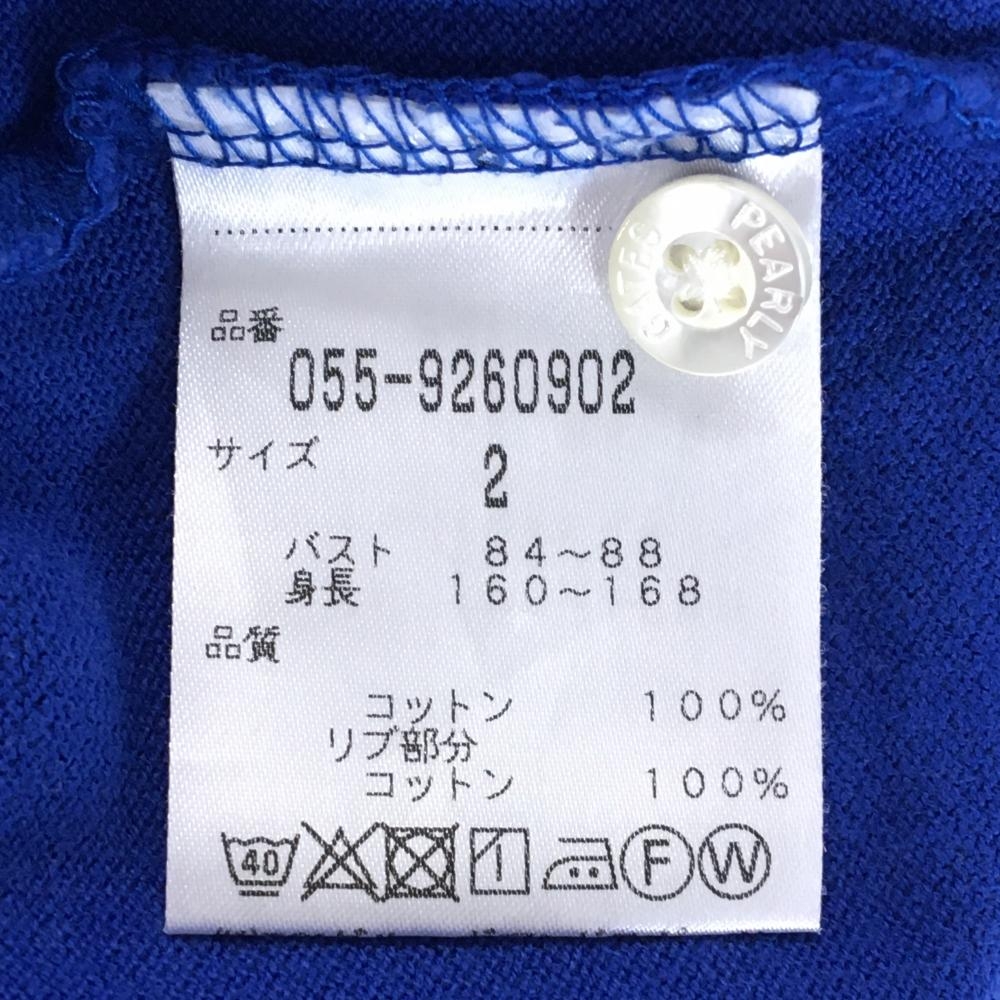 PEARLY GATES
品番
055-9260902
サイズ
2
バスト 84～88
身長 160～168
品質
コットン 100%
リブ部分
コットン 100%
40 F W